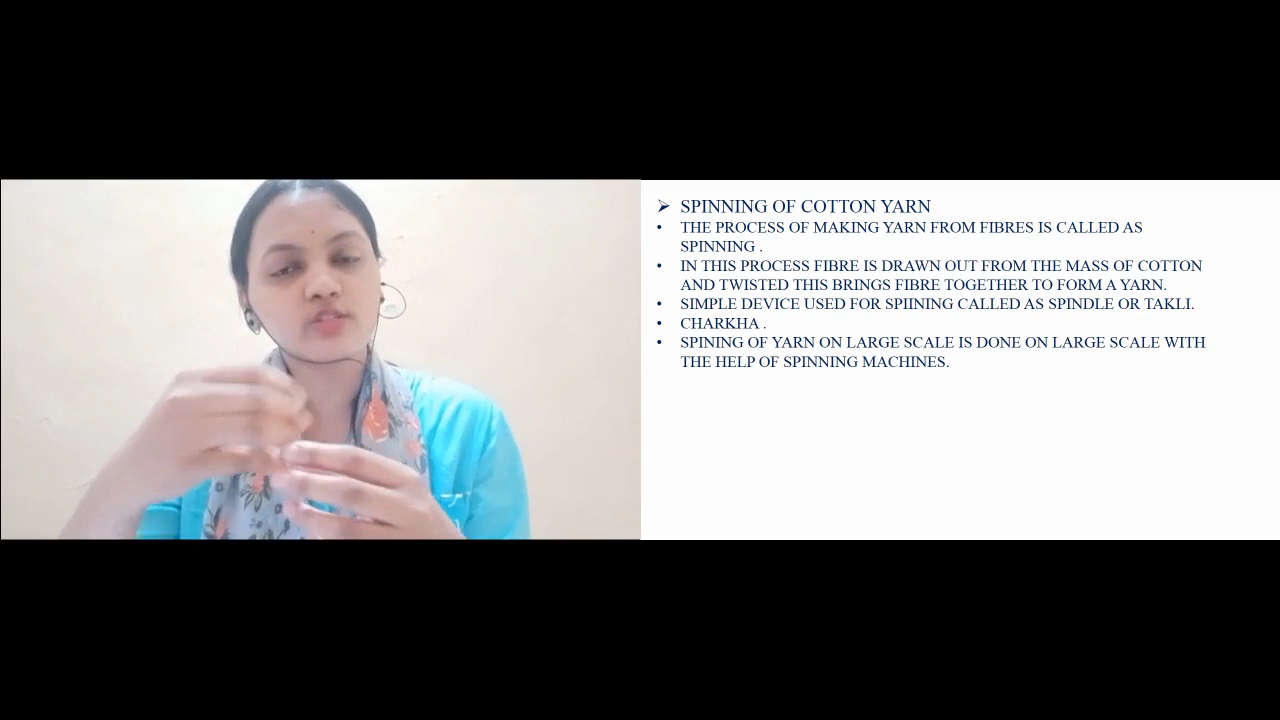 ➢ SPINNING OF COTTON YARN
• THE PROCESS OF MAKING YARN FROM FIBRES IS CALLED AS
SPINNING .
• IN THIS PROCESS FIBRE IS DRAWN OUT FROM THE MASS OF COTTON
AND TWISTED THIS BRINGS FIBRE TOGETHER TO FORM A YARN.
• SIMPLE DEVICE USED FOR SPIINING CALLED AS SPINDLE OR TAKLI.
• CHARKHA .
• SPINING OF YARN ON LARGE SCALE IS DONE ON LARGE SCALE WITH
THE HELP OF SPINNING MACHINES.